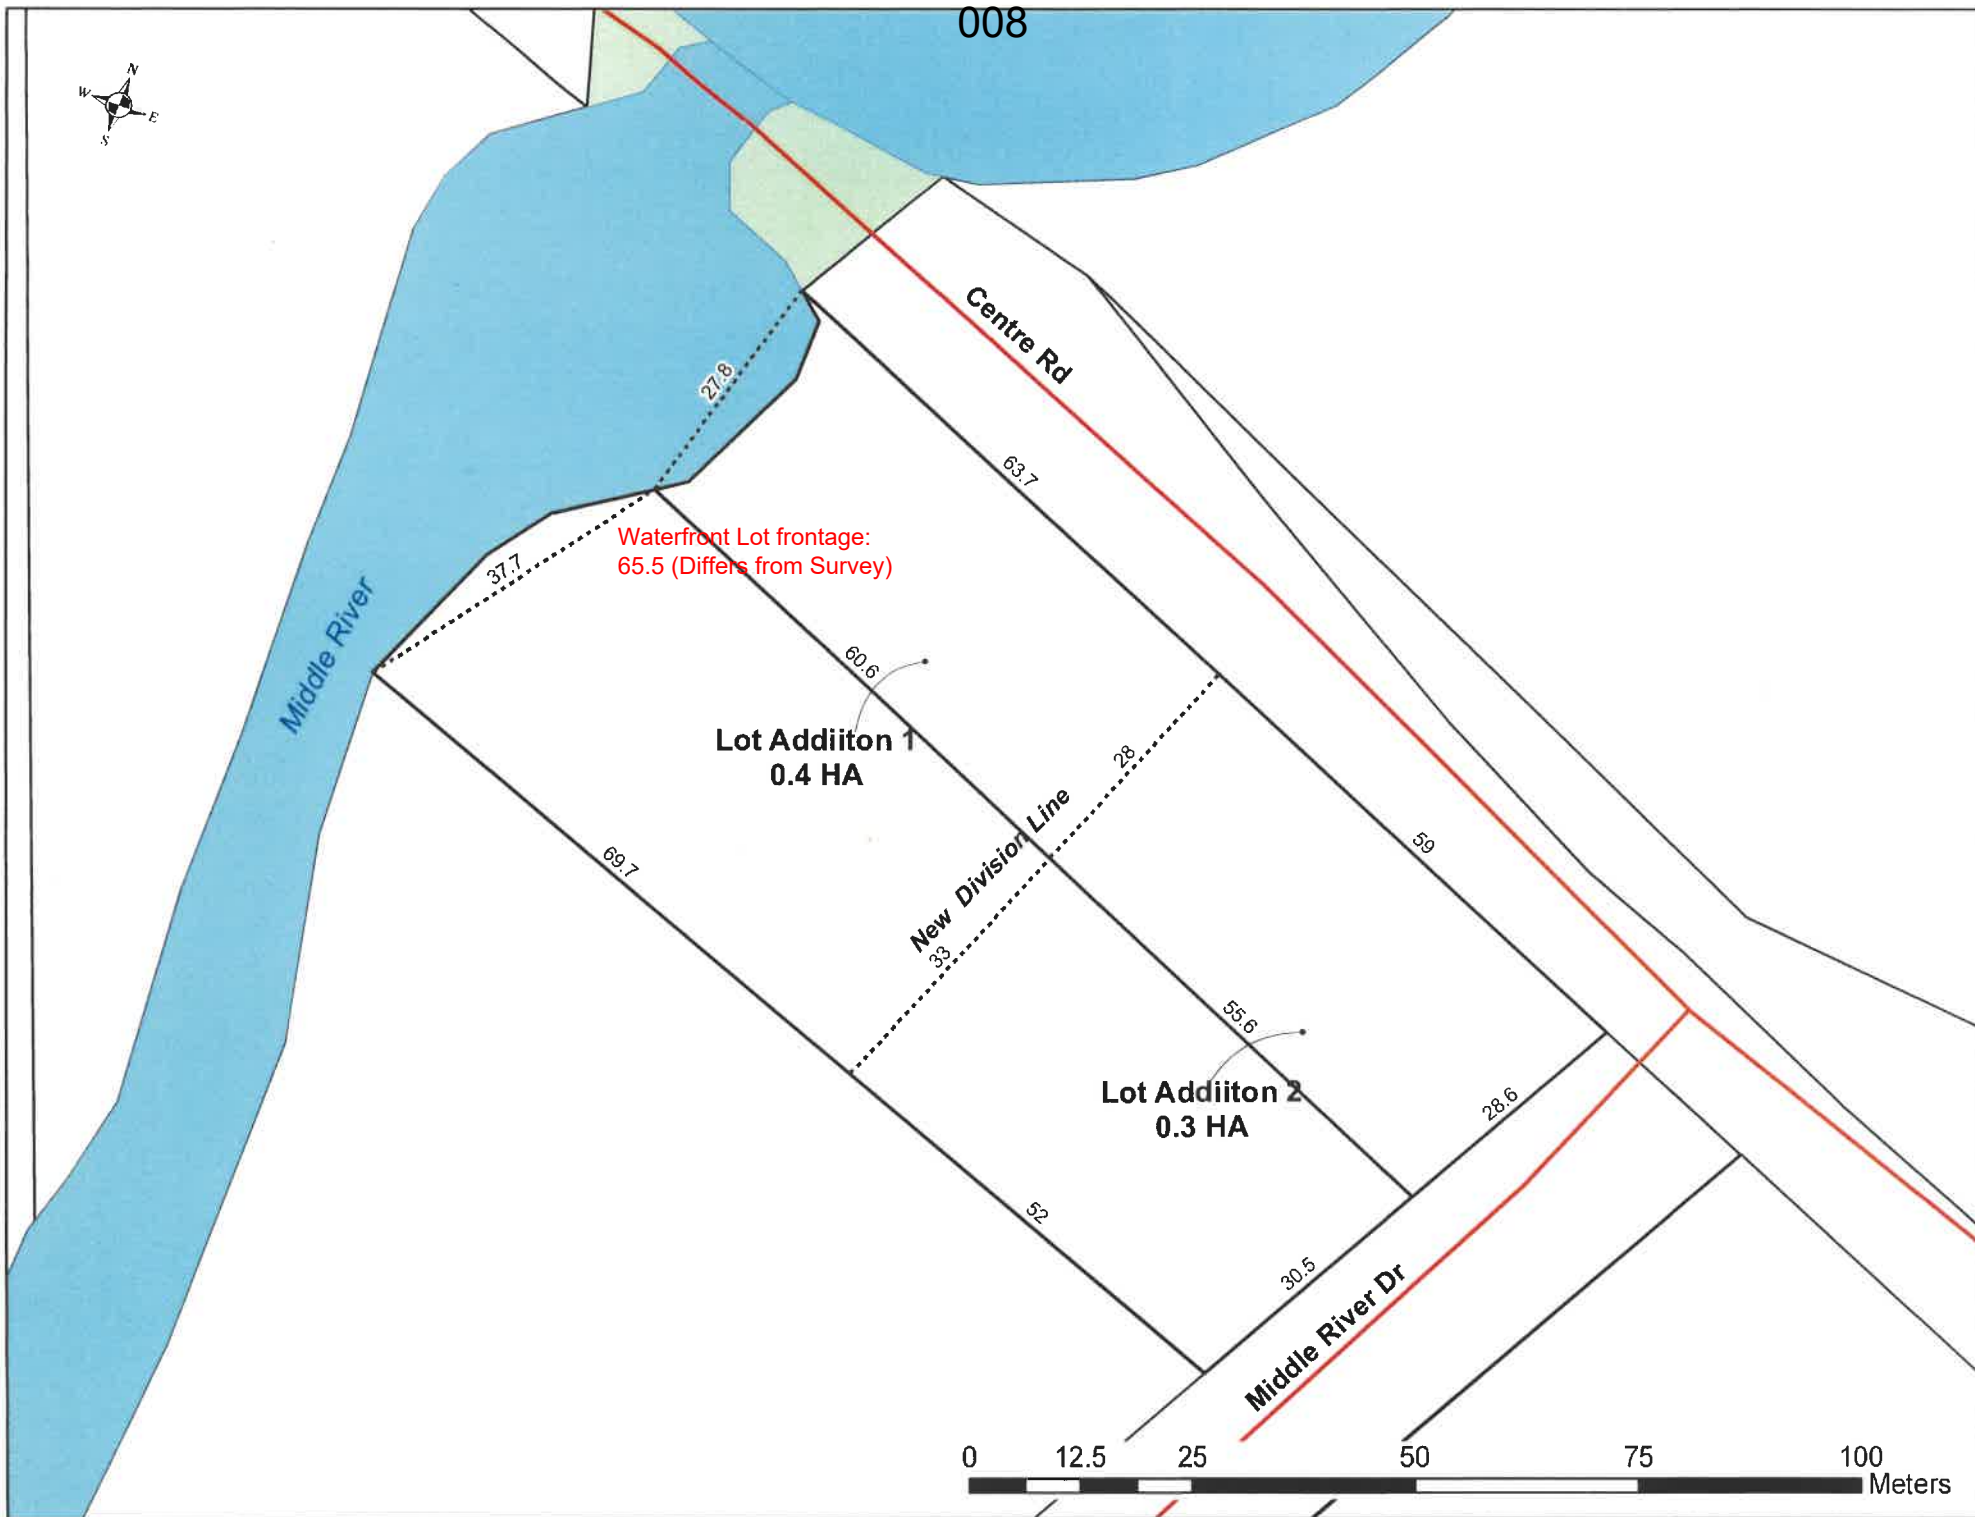 008
N
W
E
S
Centre Rd
27.8
63.7
Waterfront Lot frontage:
65.5 (Differs from Survey)
37.7
Middle River
60.6
Lot Addiiton 1
0.4 HA
28
New Division Line
59
69.7
33
55.6
Lot Addiiton 2
0.3 HA
28.6
52
30.5
Middle River Dr
0 12.5 25 50 75 100
Meters